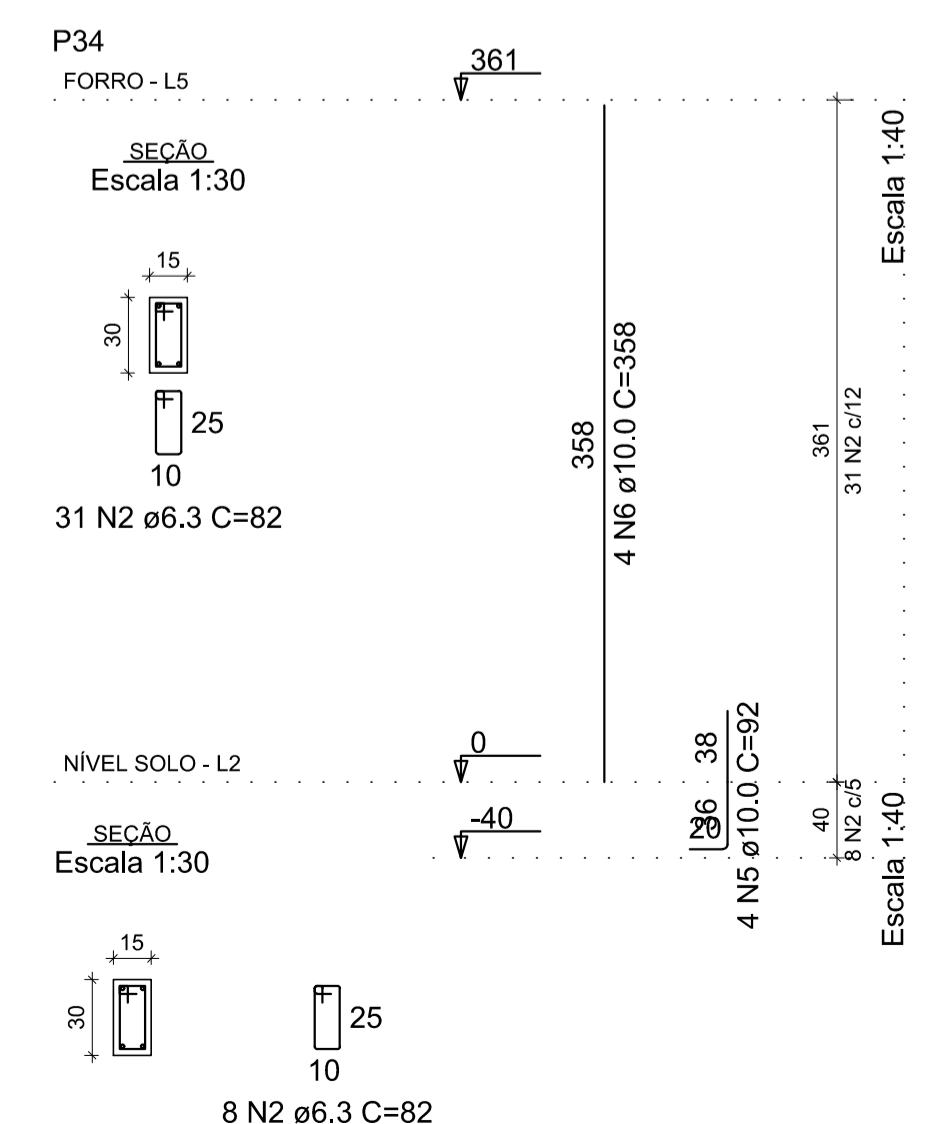 P34
FORRO - L5
361
SEÇÃO
Escala 1:30
Escala 1:40
15
30
25
10
31 N2 ø6.3 C=82
358
4 N6 ø10.0 C=358
361
31 N2 c/12
NÍVEL SOLO - L2
0
-40
SEÇÃO
Escala 1:30
38
36
20
4 N5 ø10.0 C=92
40
8 N2 c/5
Escala 1:40
15
30
25
10
8 N2 ø6.3 C=82